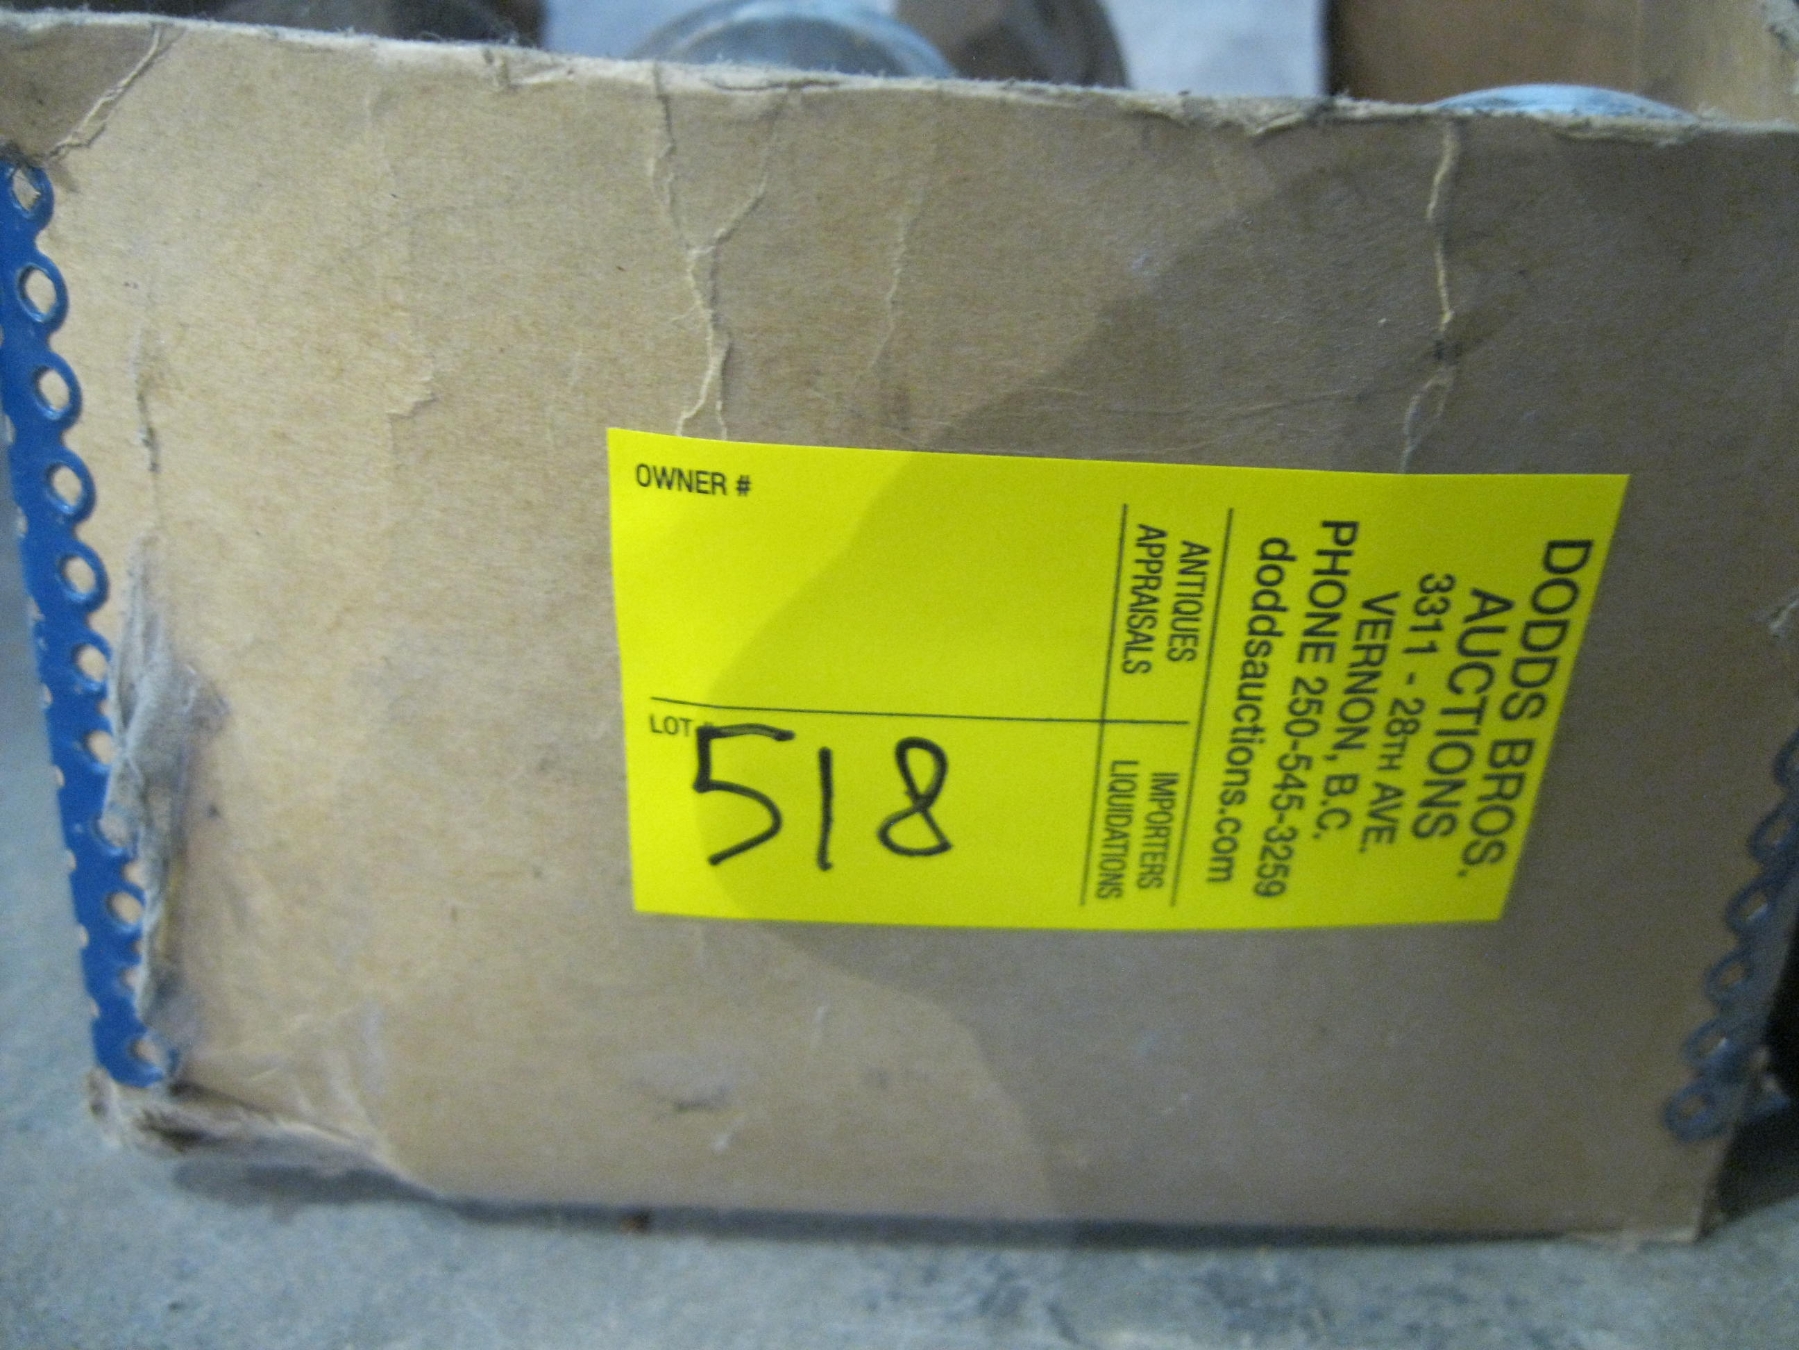 DODDS BROS.
AUCTIONS
3311 - 28TH AVE.
VERNON, B.C.
PHONE 250-545-3259
doddsauctions.com
ANTIQUES
APPRAISALS
IMPORTERS
LIQUIDATIONS
OWNER #
LOT #
518